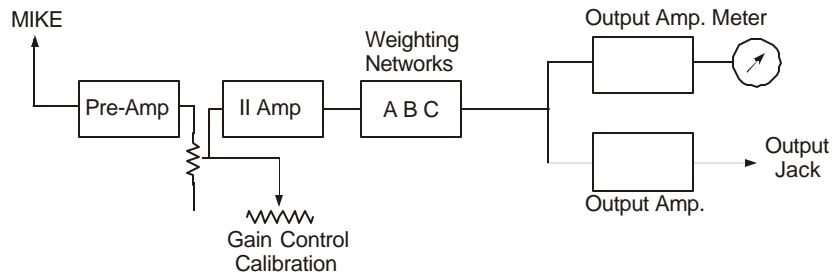 MIKE
Output Amp. Meter
Weighting
Networks
Pre-Amp
II Amp
A B C
Output
Jack
Output Amp.
Gain Control
Calibration